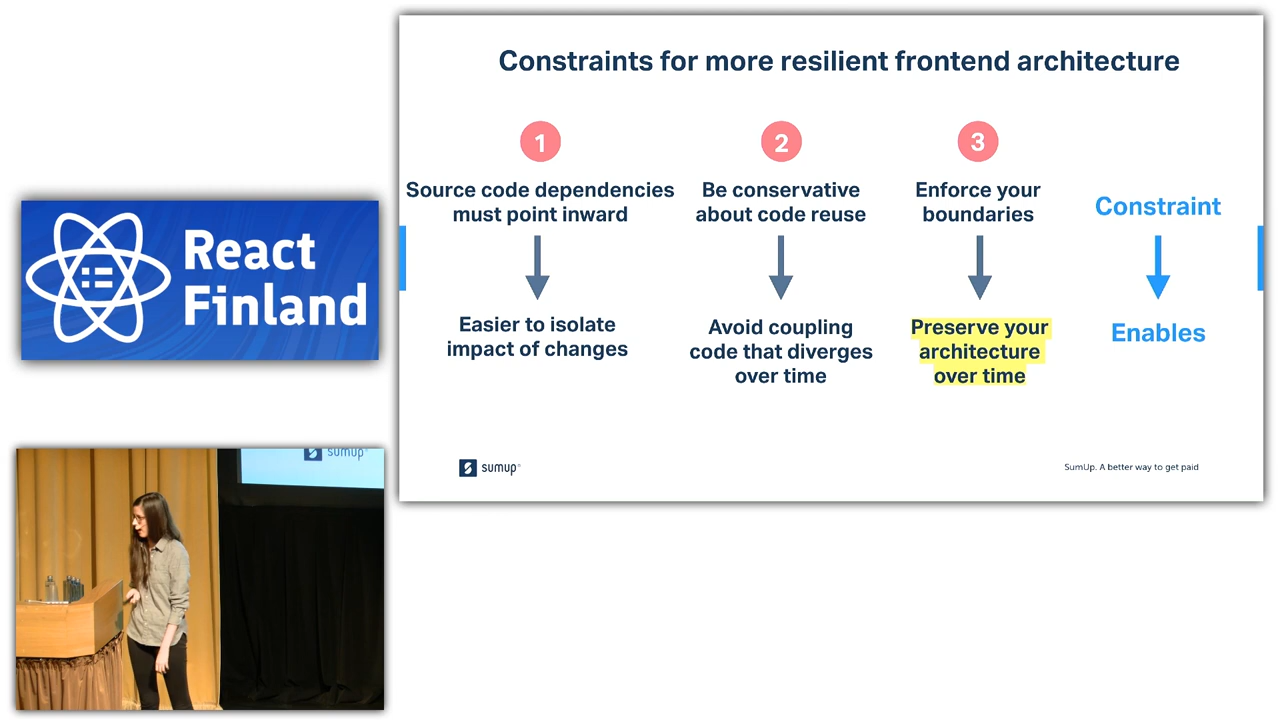 Constraints for more resilient frontend architecture
1
2
3
Source code dependencies
must point inward
Be conservative
about code reuse
Enforce your
boundaries
Constraint
Easier to isolate
impact of changes
Avoid coupling
code that diverges
over time
Preserve your
architecture
over time
Enables
sumup
SumUp. A better way to get paid
React
Finland
sumup